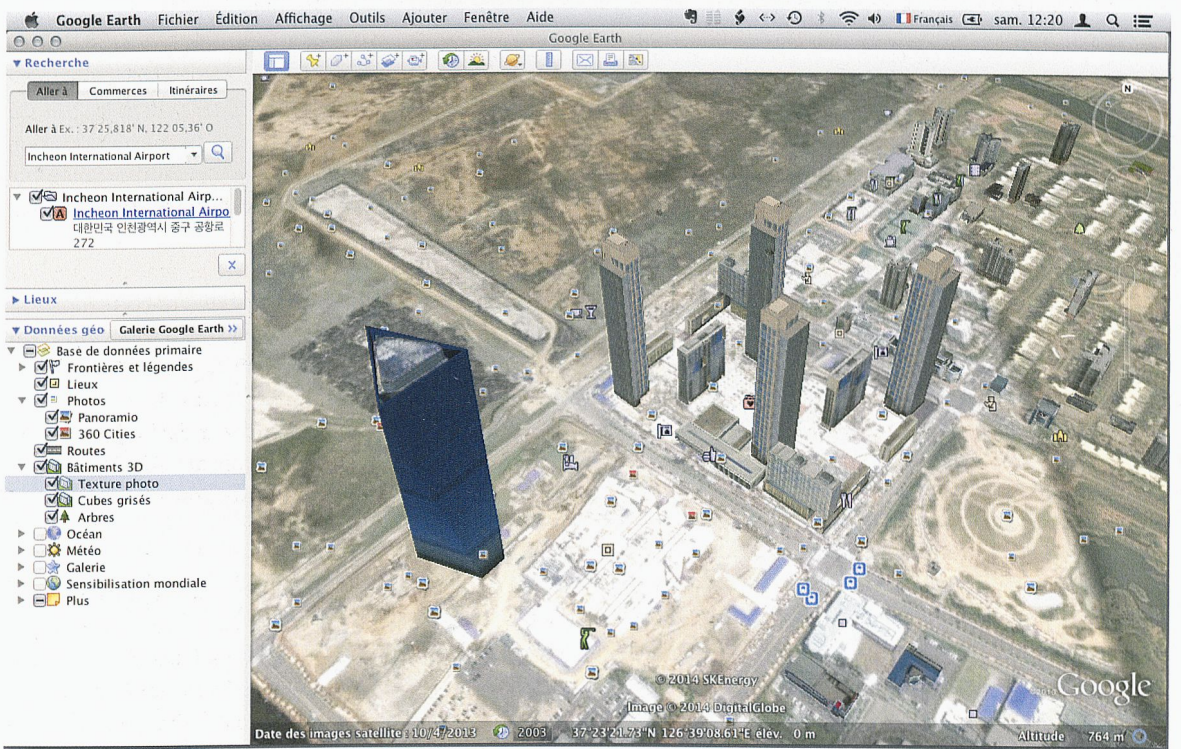 Google Earth Fichier Édition Affichage Outils Ajouter Fenêtre Aide Français sam. 12:20
Google Earth
Recherche
Aller à Commerces Itinéraires
Aller à Ex. : 37 25,818' N, 122 05,36' O
Incheon International Airport
Incheon International Airp...
A Incheon International Airpo
대한민국 인천광역시 중구 공항로
272
X
Lieux
Données géo Galerie Google Earth >>
Base de données primaire
Frontières et légendes
Lieux
Photos
Panoramio
360 Cities
Routes
Bâtiments 3D
Texture photo
Cubes grisés
Arbres
Océan
Météo
Galerie
Sensibilisation mondiale
Plus
N
© 2014 SKEnergy
Image © 2014 DigitalGlobe
©2013 Google
Date des images satellite : 10/4/2013 2003 37°23'21.73"N 126°39'08.61"E élév. 0 m Altitude 764 m